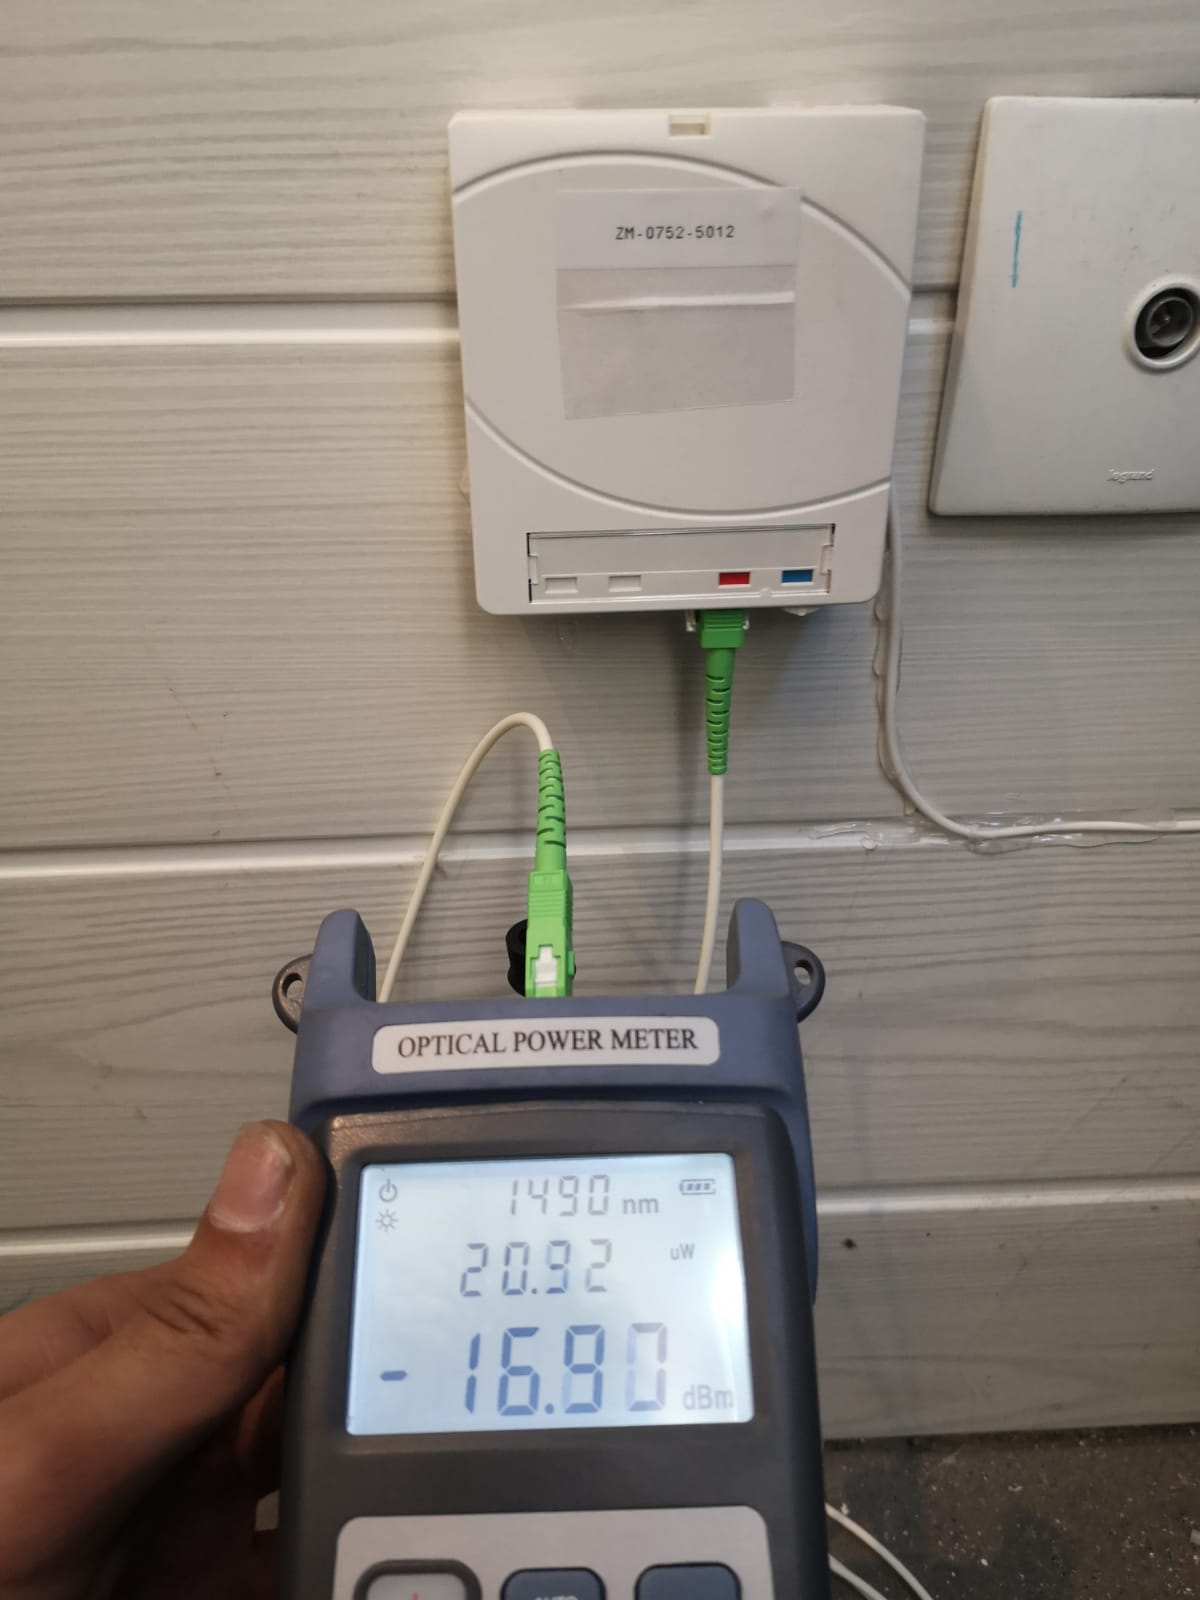 ZM-0752-5012
legrand
OPTICAL POWER METER
1490 nm
20.92 uW
-16.80 dBm